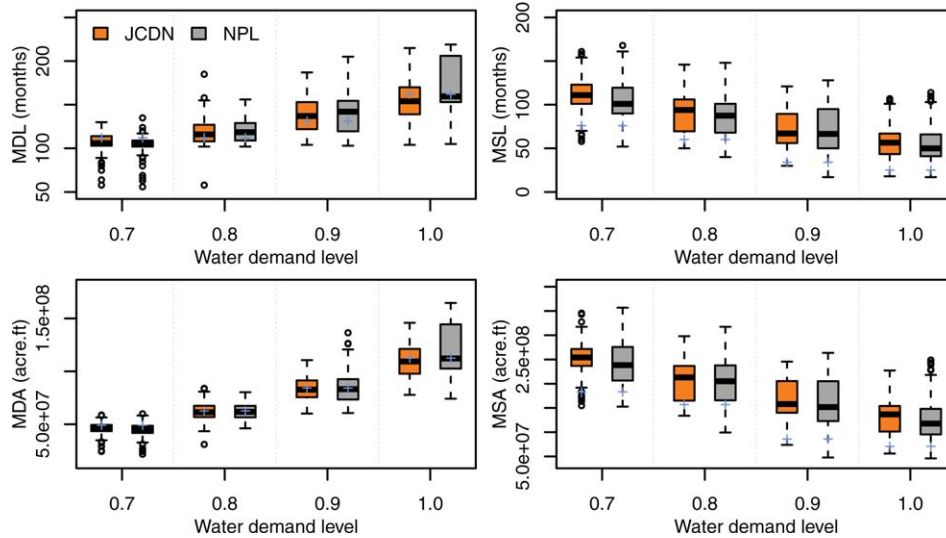 JCDN NPL
MDL (months)
200
100
50
0.7 0.8 0.9 1.0
Water demand level
MSL (months)
200
100
50
0
0.7 0.8 0.9 1.0
Water demand level
MDA (acre.ft)
1.5e+08
5.0e+07
0.7 0.8 0.9 1.0
Water demand level
MSA (acre.ft)
2.5e+08
5.0e+07
0.7 0.8 0.9 1.0
Water demand level